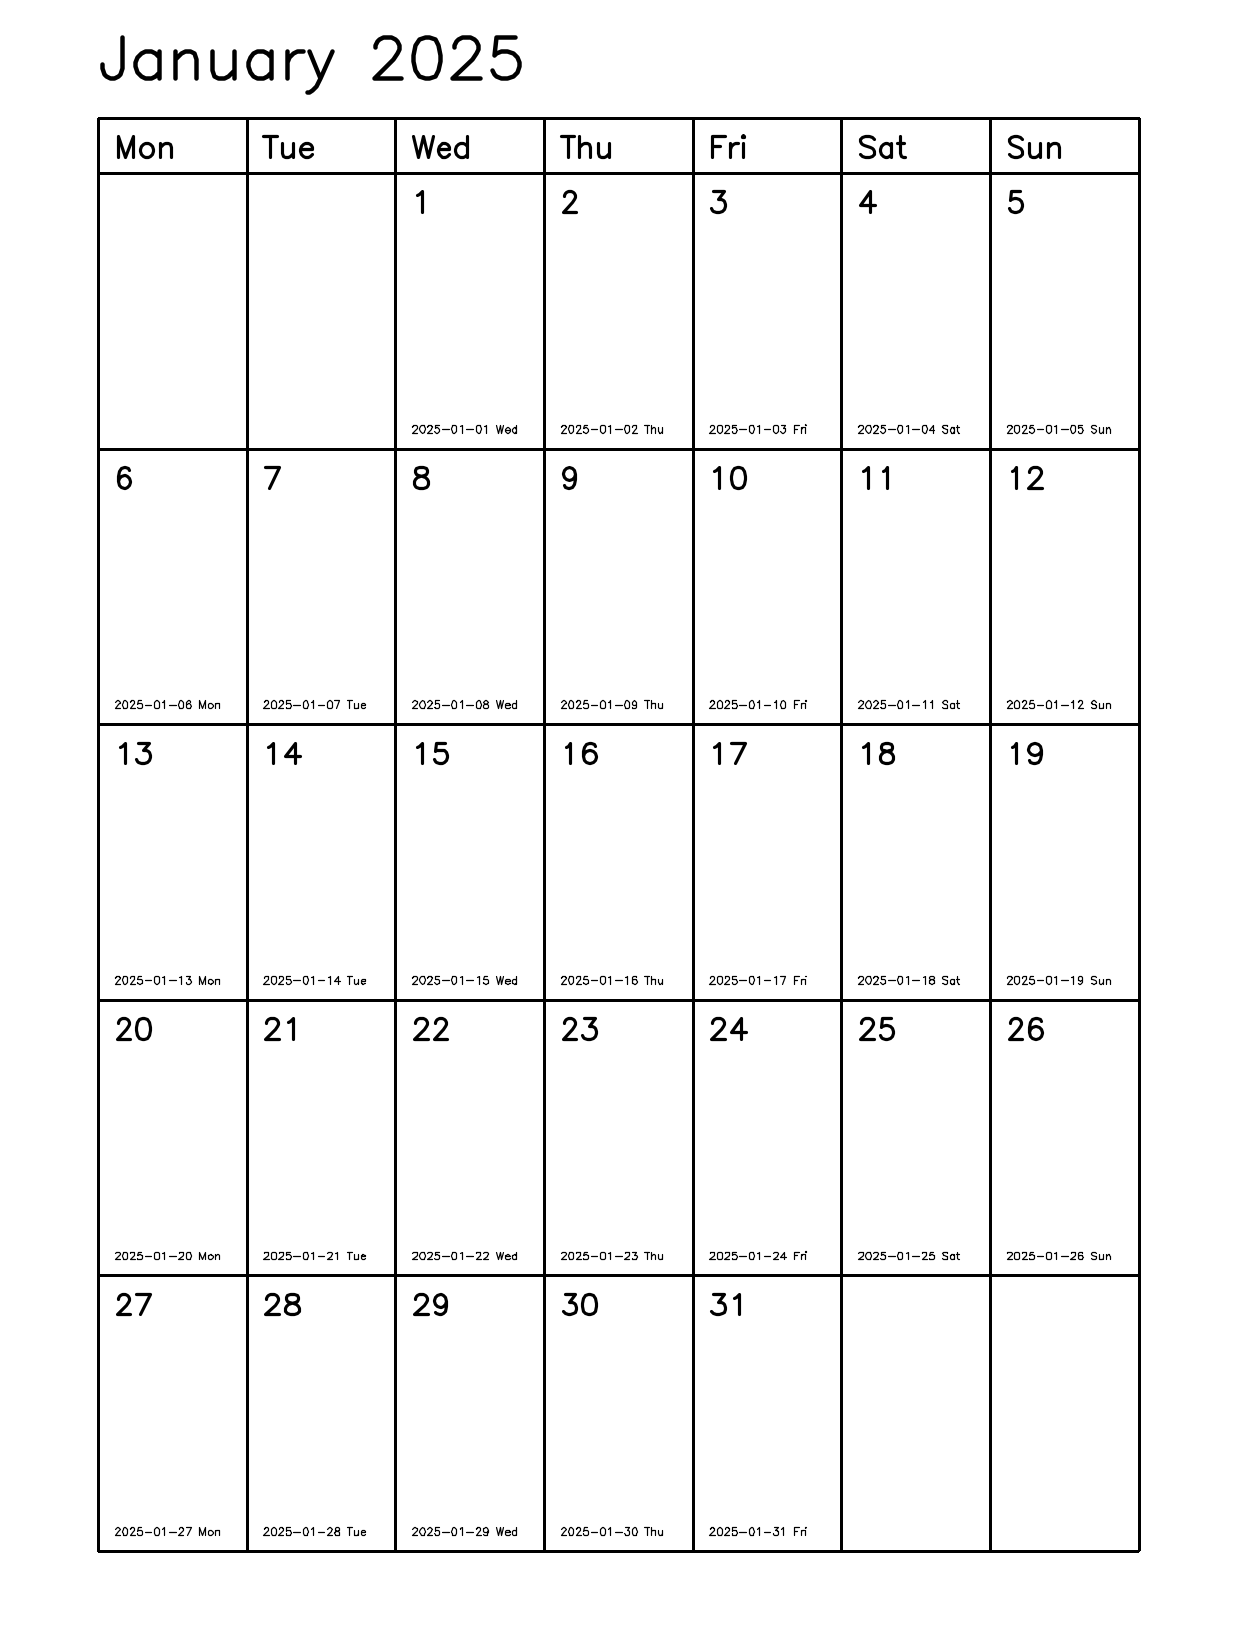 January 2025
Mon Tue Wed Thu Fri Sat Sun
1 2 3 4 5
2025-01-01 Wed 2025-01-02 Thu 2025-01-03 Fri 2025-01-04 Sat 2025-01-05 Sun
6 7 8 9 10 11 12
2025-01-06 Mon 2025-01-07 Tue 2025-01-08 Wed 2025-01-09 Thu 2025-01-10 Fri 2025-01-11 Sat 2025-01-12 Sun
13 14 15 16 17 18 19
2025-01-13 Mon 2025-01-14 Tue 2025-01-15 Wed 2025-01-16 Thu 2025-01-17 Fri 2025-01-18 Sat 2025-01-19 Sun
20 21 22 23 24 25 26
2025-01-20 Mon 2025-01-21 Tue 2025-01-22 Wed 2025-01-23 Thu 2025-01-24 Fri 2025-01-25 Sat 2025-01-26 Sun
27 28 29 30 31
2025-01-27 Mon 2025-01-28 Tue 2025-01-29 Wed 2025-01-30 Thu 2025-01-31 Fri